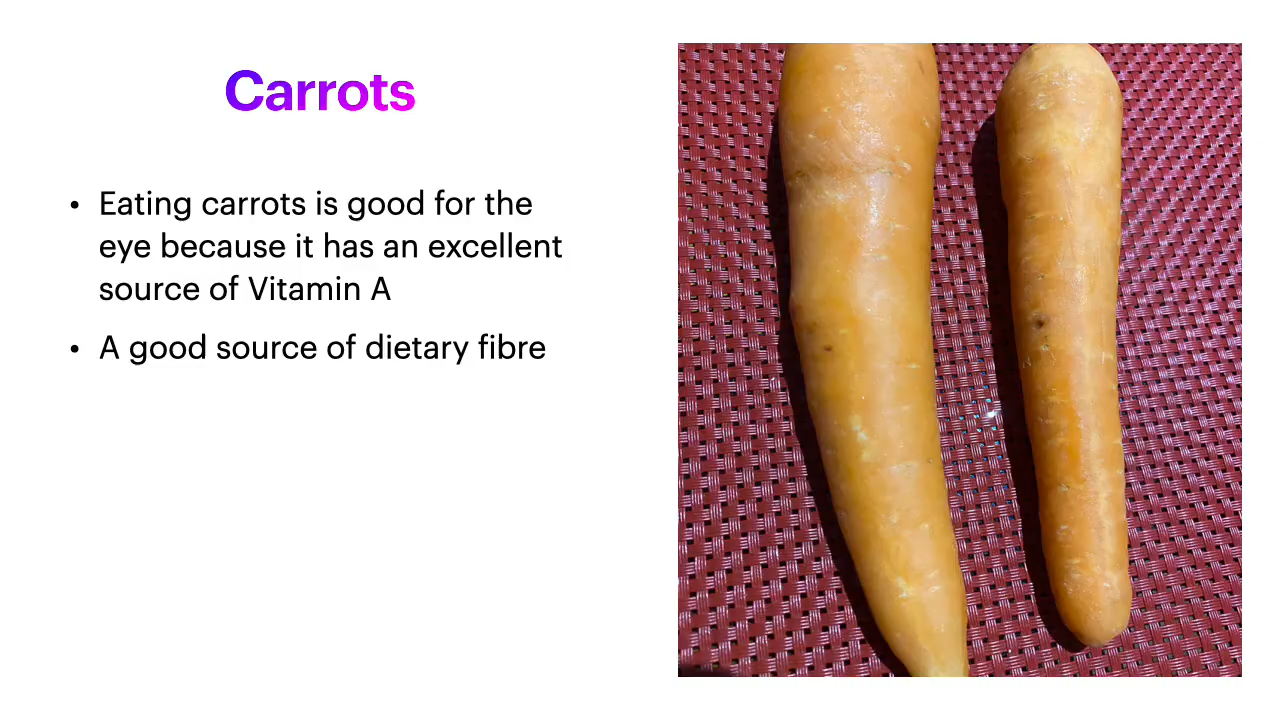 Carrots
• Eating carrots is good for the
eye because it has an excellent
source of Vitamin A
• A good source of dietary fibre